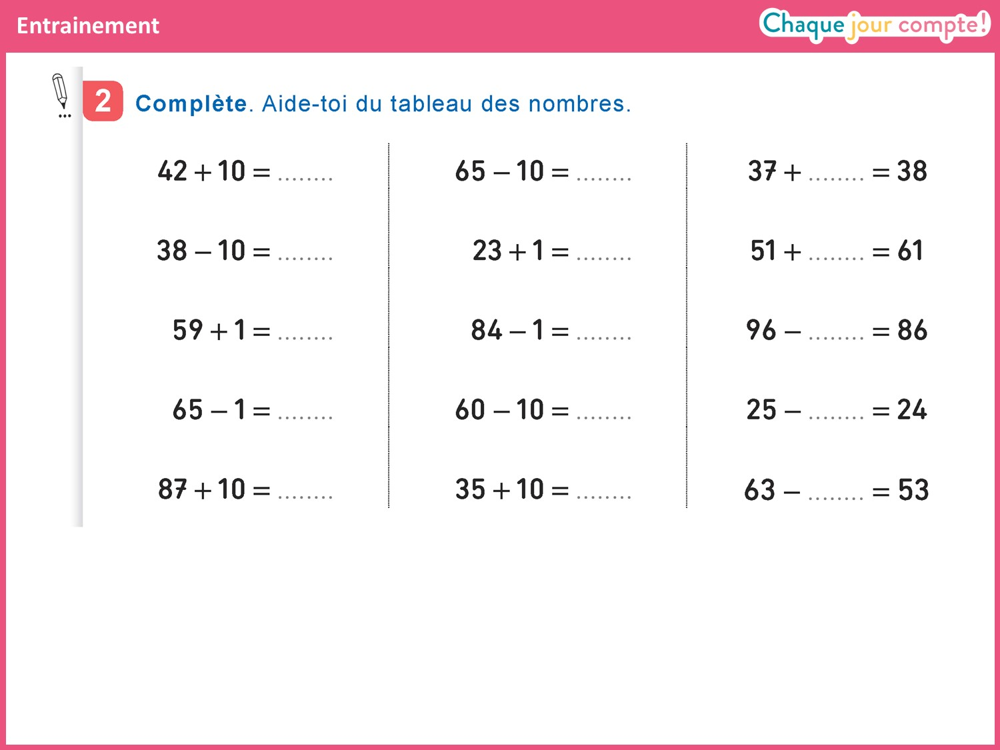 Entrainement
Chaque jour compte!
2 Complète. Aide-toi du tableau des nombres.
42 + 10 = ........
38 – 10 = ........
59 + 1 = ........
65 – 1 = ........
87 + 10 = ........
65 – 10 = ........
23 + 1 = ........
84 – 1 = ........
60 – 10 = ........
35 + 10 = ........
37 + ........ = 38
51 + ........ = 61
96 – ........ = 86
25 – ........ = 24
63 – ........ = 53